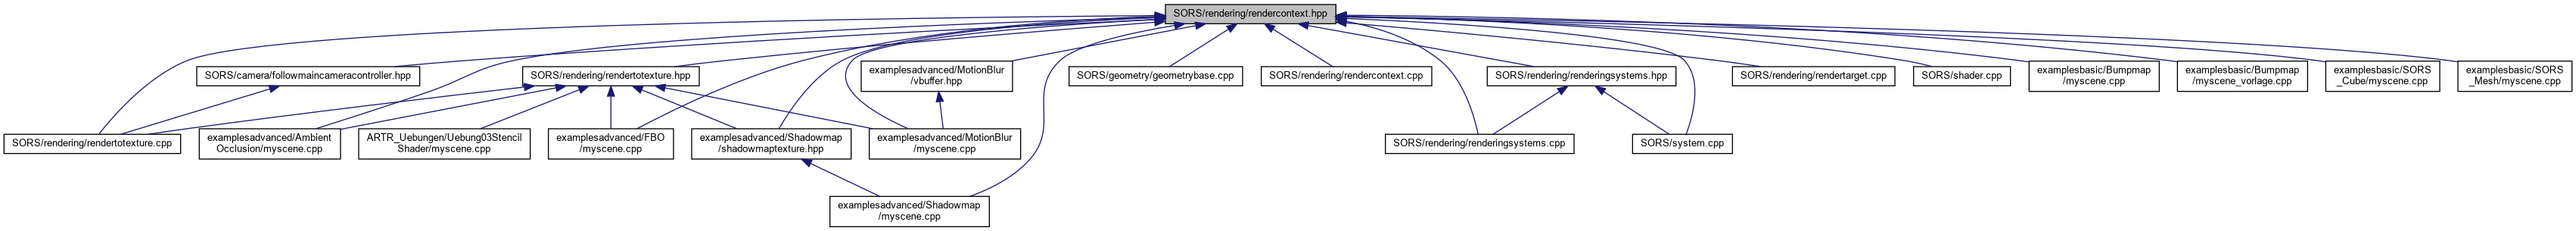 SORS/rendering/rendercontext.hpp
SORS/camera/followmaincameracontroller.hpp
SORS/rendering/rendertotexture.hpp
examplesadvanced/MotionBlur
/vbuffer.hpp
SORS/geometry/geometrybase.cpp
SORS/rendering/rendercontext.cpp
SORS/rendering/renderingsystems.hpp
SORS/rendering/rendertarget.cpp
SORS/shader.cpp
examplesbasic/Bumpmap
/myscene.cpp
examplesbasic/Bumpmap
/myscene_vorlage.cpp
examplesbasic/SORS
_Cube/myscene.cpp
examplesbasic/SORS
_Mesh/myscene.cpp
SORS/rendering/rendertotexture.cpp
examplesadvanced/Ambient
Occlusion/myscene.cpp
ARTR_Uebungen/Uebung03Stencil
Shader/myscene.cpp
examplesadvanced/FBO
/myscene.cpp
examplesadvanced/Shadowmap
/shadowmaptexture.hpp
examplesadvanced/MotionBlur
/myscene.cpp
SORS/rendering/renderingsystems.cpp
SORS/system.cpp
examplesadvanced/Shadowmap
/myscene.cpp